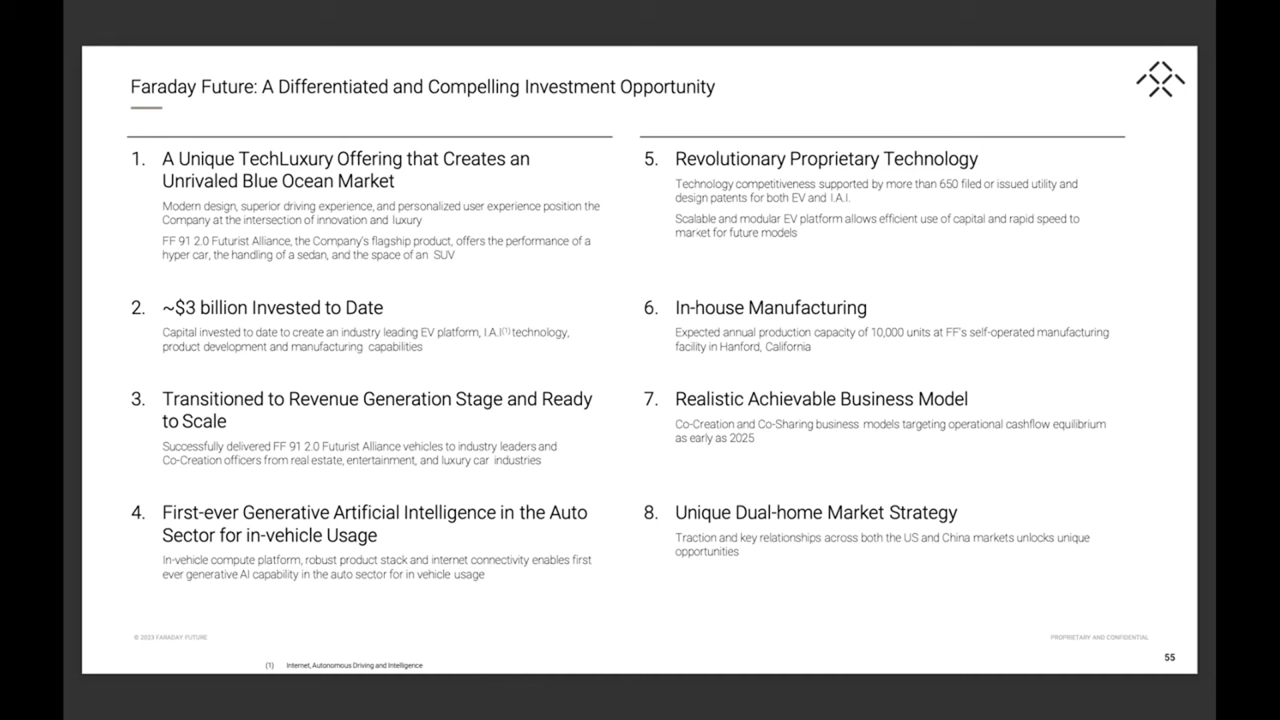 Faraday Future: A Differentiated and Compelling Investment Opportunity
1. A Unique TechLuxury Offering that Creates an
Unrivaled Blue Ocean Market
Modern design, superior driving experience, and personalized user experience position the
Company at the intersection of innovation and luxury
FF 91 2.0 Futurist Alliance, the Company's flagship product, offers the performance of a
hyper car, the handling of a sedan, and the space of an SUV
2. ~$3 billion Invested to Date
Capital invested to date to create an industry leading EV platform, I.A.I(1) technology,
product development and manufacturing capabilities
3. Transitioned to Revenue Generation Stage and Ready
to Scale
Successfully delivered FF 91 2.0 Futurist Alliance vehicles to industry leaders and
Co-Creation officers from real estate, entertainment, and luxury car industries
4. First-ever Generative Artificial Intelligence in the Auto
Sector for in-vehicle Usage
In-vehicle compute platform, robust product stack and internet connectivity enables first
ever generative AI capability in the auto sector for in vehicle usage
5. Revolutionary Proprietary Technology
Technology competitiveness supported by more than 650 filed or issued utility and
design patents for both EV and I.A.I.
Scalable and modular EV platform allows efficient use of capital and rapid speed to
market for future models
6. In-house Manufacturing
Expected annual production capacity of 10,000 units at FF's self-operated manufacturing
facility in Hanford, California
7. Realistic Achievable Business Model
Co-Creation and Co-Sharing business models targeting operational cashflow equilibrium
as early as 2025
8. Unique Dual-home Market Strategy
Traction and key relationships across both the US and China markets unlocks unique
opportunities
© 2023 FARADAY FUTURE
PROPRIETARY AND CONFIDENTIAL
55
(1) Internet, Autonomous Driving and Intelligence